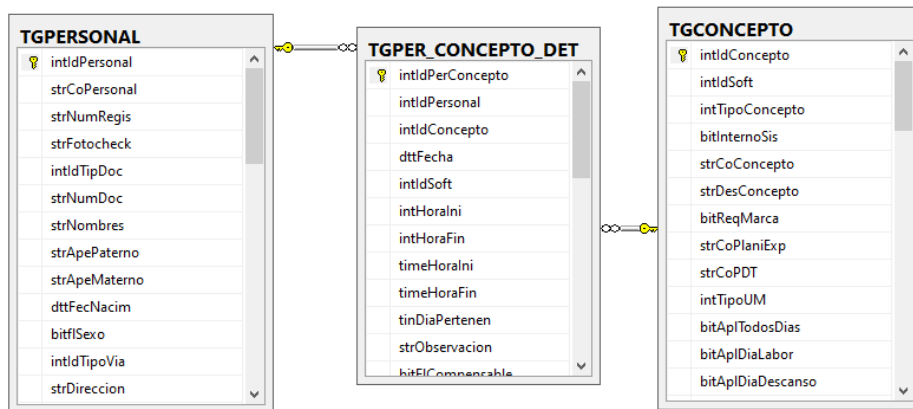 TGPERSONAL
intIdPersonal
strCoPersonal
strNumRegis
strFotocheck
intIdTipDoc
strNumDoc
strNombres
strApePaterno
strApeMaterno
dttFecNacim
bitflSexo
intIdTipoVia
strDireccion
TGPER_CONCEPTO_DET
intIdPerConcepto
intIdPersonal
intIdConcepto
dttFecha
intIdSoft
intHoraIni
intHoraFin
timeHoraIni
timeHoraFin
tinDiaPertenen
strObservacion
bitFlCompensable
TGCONCEPTO
intIdConcepto
intIdSoft
intTipoConcepto
bitInternoSis
strCoConcepto
strDesConcepto
bitReqMarca
strCoPlaniExp
strCoPDT
intTipoUM
bitAplTodosDias
bitAplDiaLabor
bitAplDiaDescanso